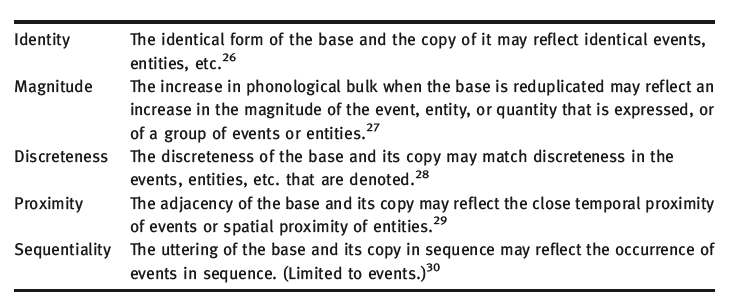 Identity The identical form of the base and the copy of it may reflect identical events,
entities, etc.26
Magnitude The increase in phonological bulk when the base is reduplicated may reflect an
increase in the magnitude of the event, entity, or quantity that is expressed, or
of a group of events or entities.27
Discreteness The discreteness of the base and its copy may match discreteness in the
events, entities, etc. that are denoted.28
Proximity The adjacency of the base and its copy may reflect the close temporal proximity
of events or spatial proximity of entities.29
Sequentiality The uttering of the base and its copy in sequence may reflect the occurrence of
events in sequence. (Limited to events.)30